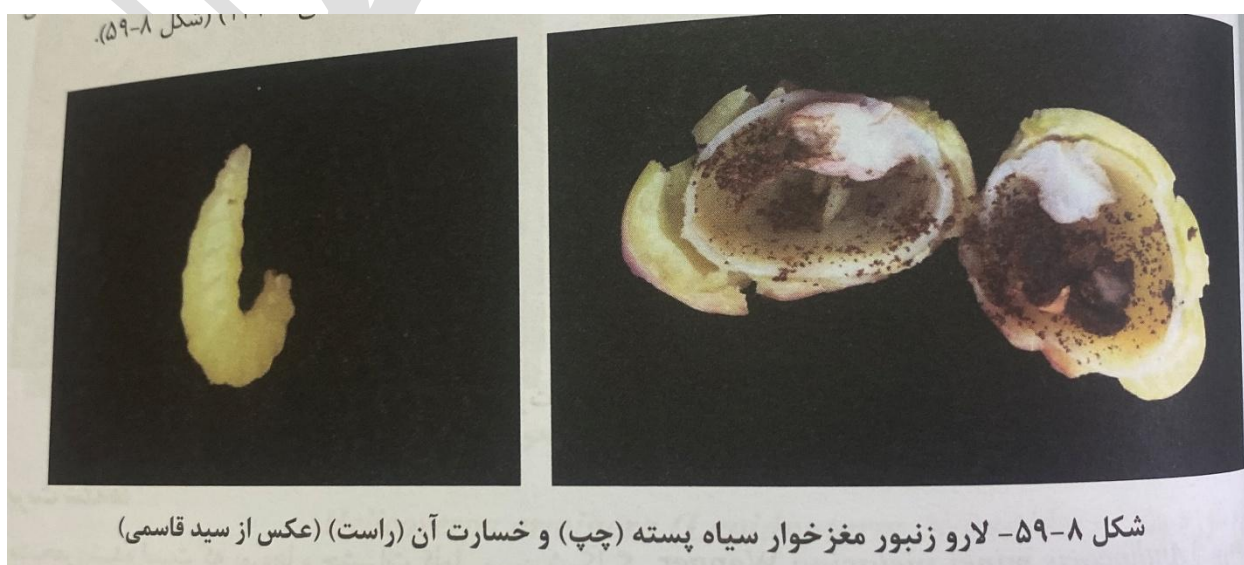 (شکل ۸-۵۹).
شکل ۸-۵۹- لارو زنبور مغزخوار سیاه پسته (چپ) و خسارت آن (راست) (عکس از سید قاسمی)